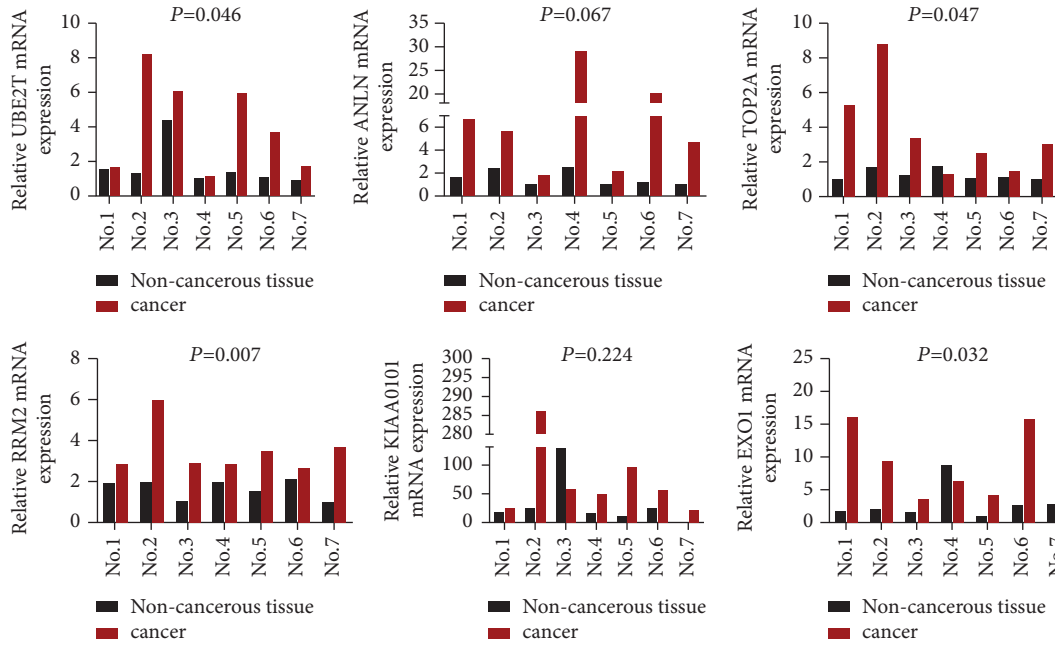 P=0.046
Relative UBE2T mRNA
expression
10
8
6
4
2
0
No.1
No.2
No.3
No.4
No.5
No.6
No.7
Non-cancerous tissue
cancer
P=0.067
Relative ANLN mRNA
expression
35
30
25
20
6
4
2
0
No.1
No.2
No.3
No.4
No.5
No.6
No.7
Non-cancerous tissue
cancer
P=0.047
Relative TOP2A mRNA
expression
10
8
6
4
2
0
No.1
No.2
No.3
No.4
No.5
No.6
No.7
Non-cancerous tissue
cancer
P=0.007
Relative RRM2 mRNA
expression
8
6
4
2
0
No.1
No.2
No.3
No.4
No.5
No.6
No.7
Non-cancerous tissue
cancer
P=0.224
Relative KIAA0101
mRNA expression
300
295
290
285
280
100
50
0
No.1
No.2
No.3
No.4
No.5
No.6
No.7
Non-cancerous tissue
cancer
P=0.032
Relative EXO1 mRNA
expression
25
20
15
10
5
0
No.1
No.2
No.3
No.4
No.5
No.6
No.7
Non-cancerous tissue
cancer